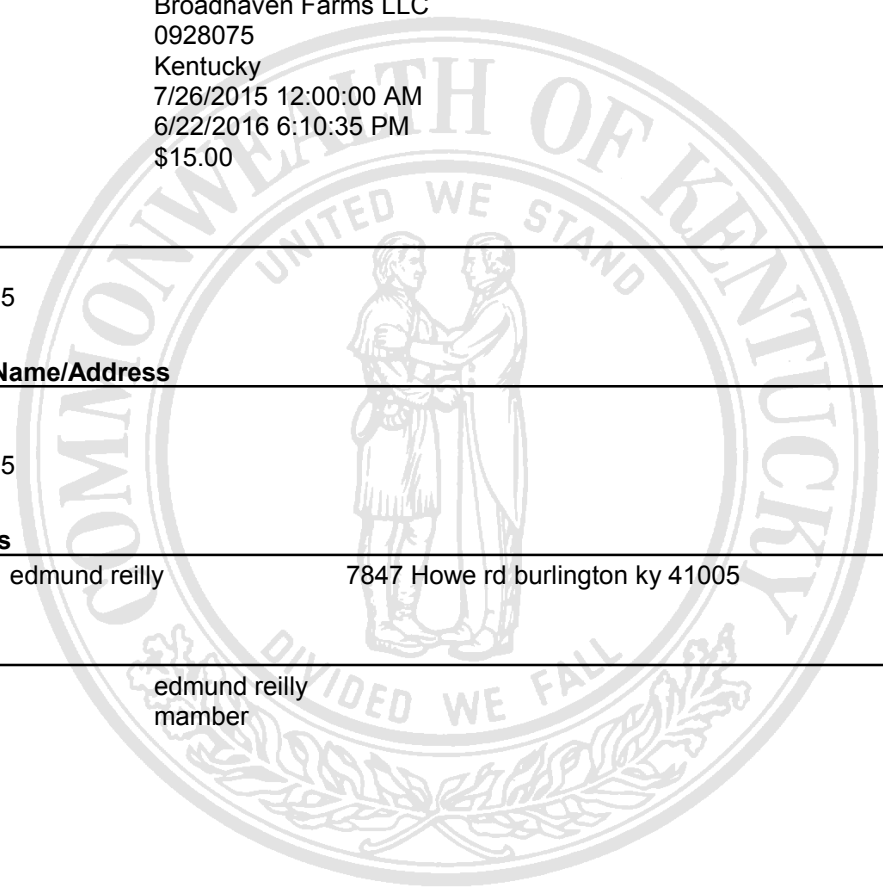 Broadhaven Farms LLC
0928075
Kentucky
7/26/2015 12:00:00 AM
6/22/2016 6:10:35 PM
$15.00
5
Name/Address
5
s
edmund reilly 7847 Howe rd burlington ky 41005
edmund reilly
mamber
COMMONWEALTH OF KENTUCKY
UNITED WE STAND
DIVIDED WE FALL